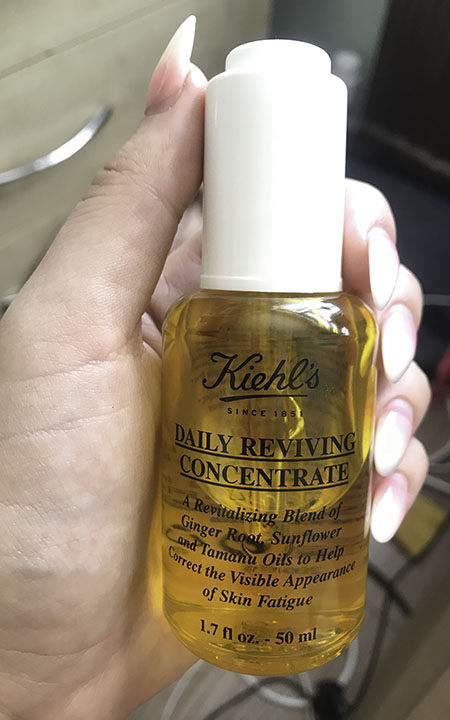 Kiehl's
SINCE 1851
DAILY REVIVING
CONCENTRATE
A Revitalizing Blend of
Ginger Root, Sunflower
and Tamanu Oils to Help
Correct the Visible Appearance
of Skin Fatigue
1.7 fl oz. - 50 ml